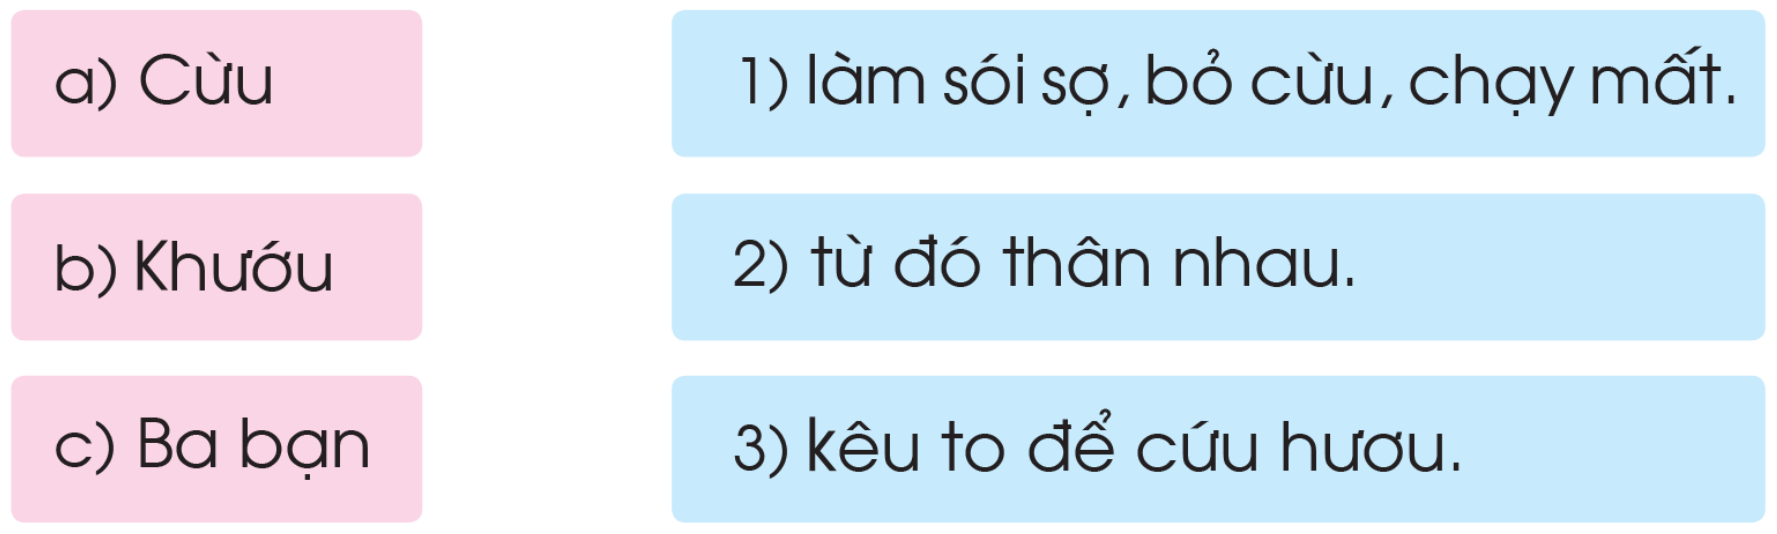 a) Cừu
1) làm sói sợ, bỏ cừu, chạy mất.
b) Khướu
2) từ đó thân nhau.
c) Ba bạn
3) kêu to để cứu hươu.